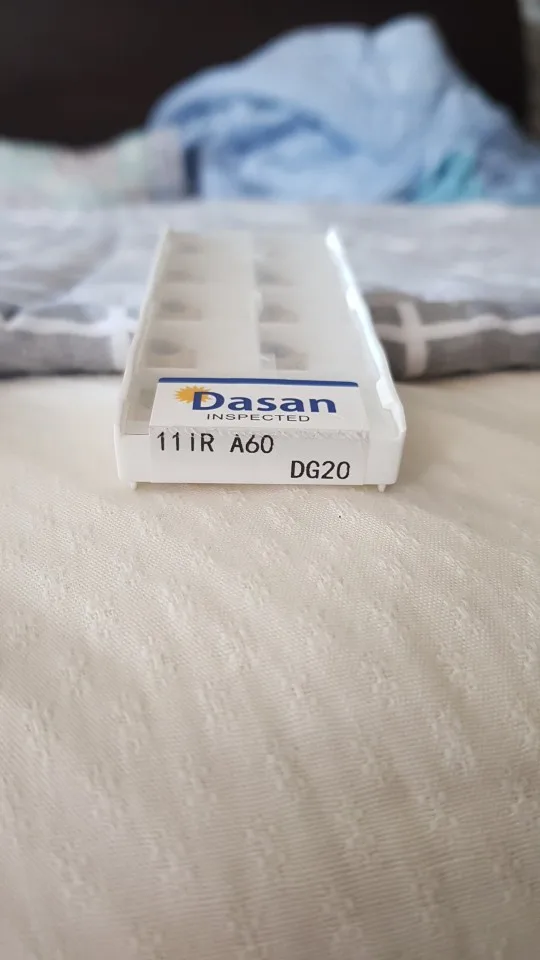 Dasan
INSPECTED
11iR A60
DG20